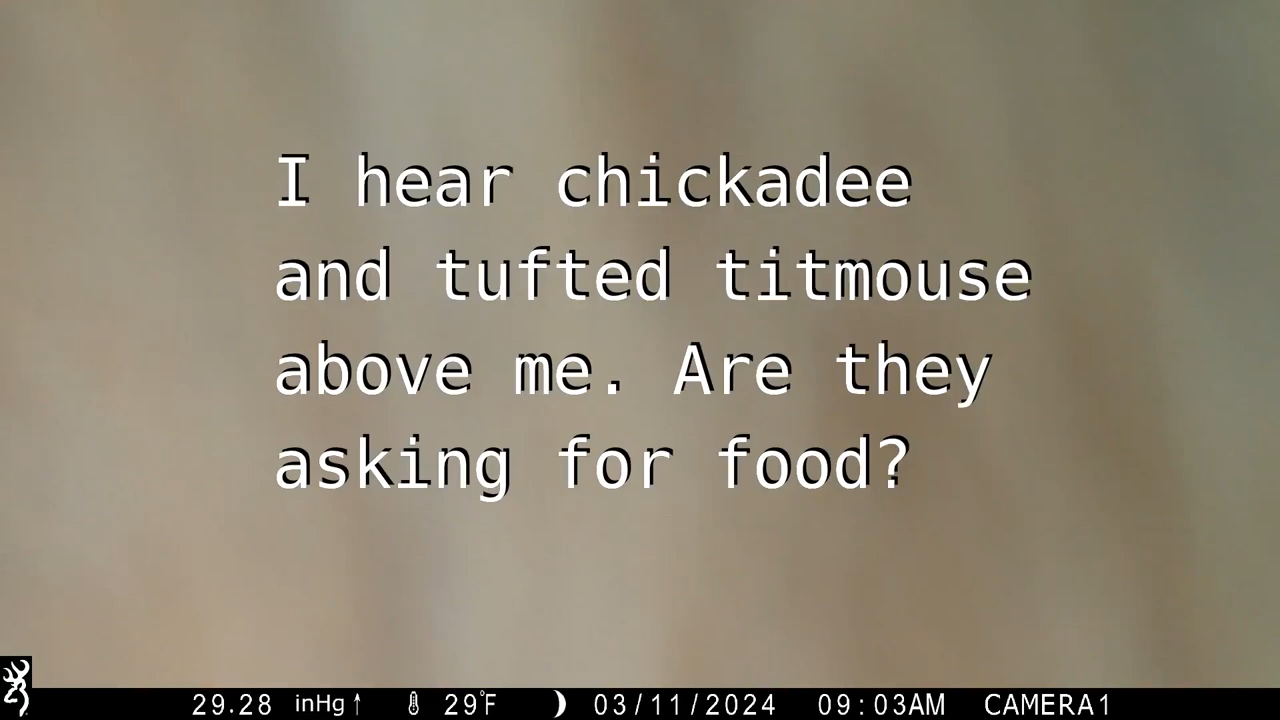 I hear chickadee
and tufted titmouse
above me. Are they
asking for food?
29.28 inHg↑ 29°F 03/11/2024 09:03AM CAMERA1